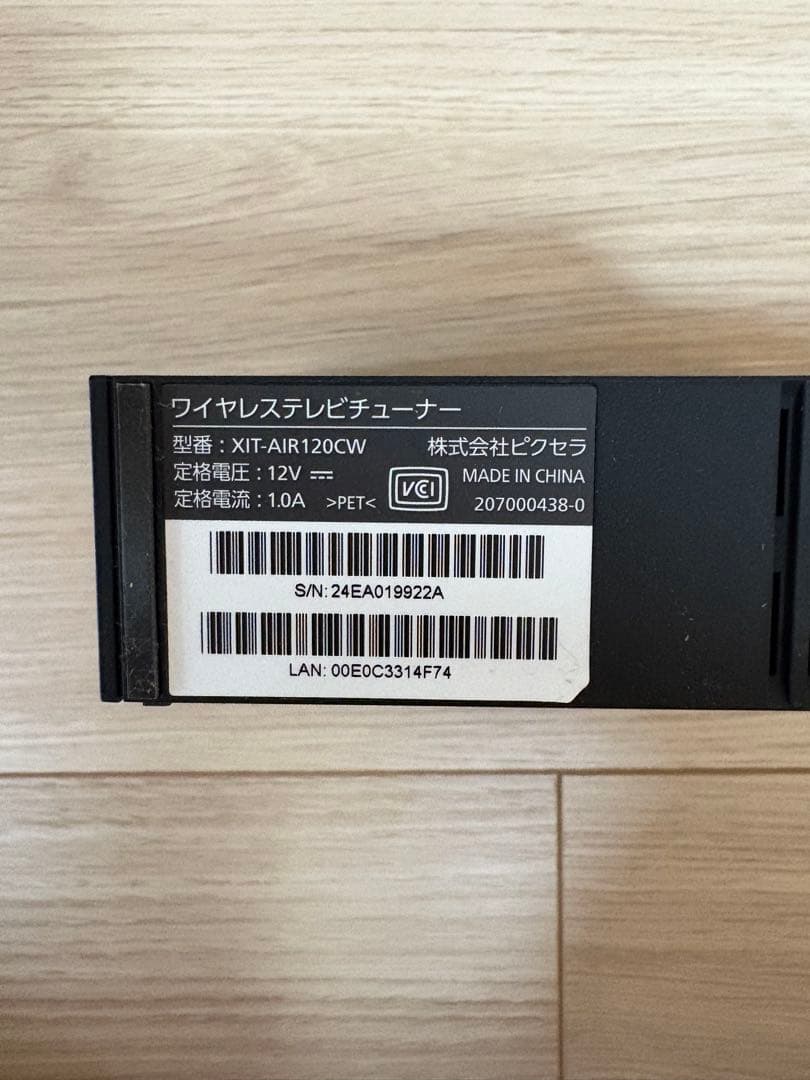 ワイヤレステレビチューナー
型番：XIT-AIR120CW 株式会社ピクセラ
定格電圧：12V ⎓ MADE IN CHINA
定格電流：1.0A >PET< VCCI 207000438-0
S/N: 24EA019922A
LAN: 00E0C3314F74